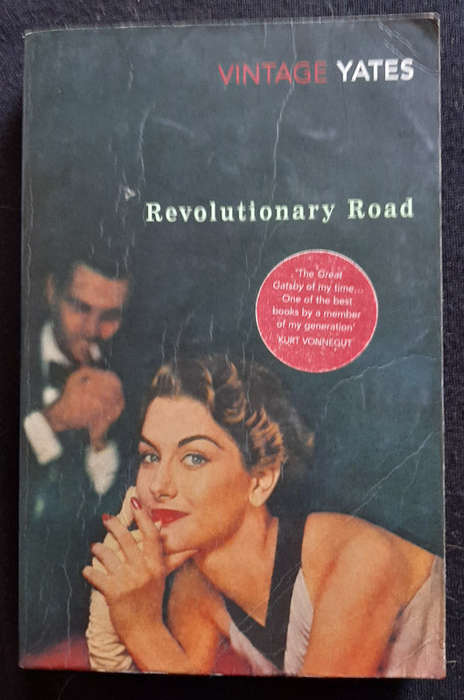 VINTAGE YATES
Revolutionary Road
'The Great
Gatsby of my time...
One of the best
books by a member
of my generation'
KURT VONNEGUT